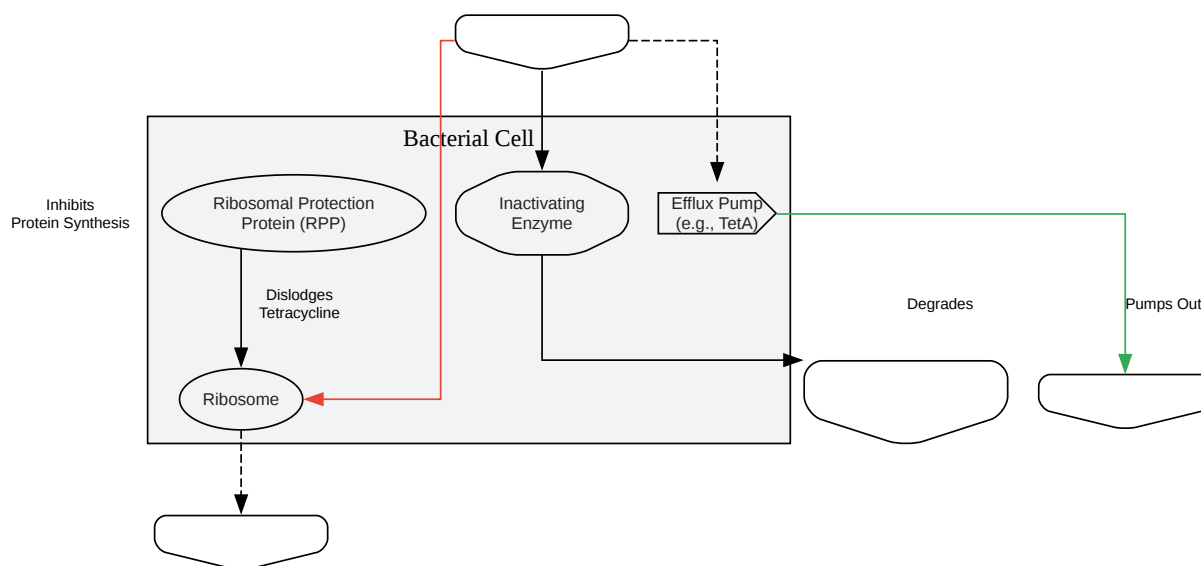 Bacterial Cell
Inhibits
Protein Synthesis
Ribosomal Protection
Protein (RPP)
Inactivating
Enzyme
Efflux Pump
(e.g., TetA)
Dislodges
Tetracycline
Degrades
Pumps Out
Ribosome